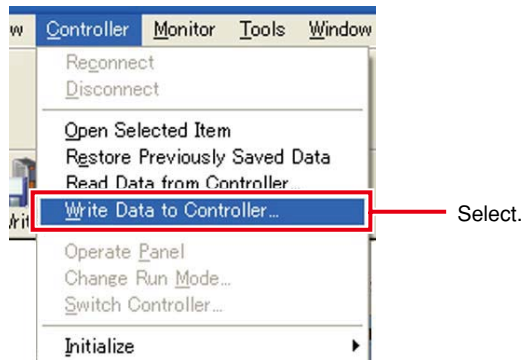 w Controller Monitor Tools Window
Reconnect
Disconnect
Open Selected Item
Restore Previously Saved Data
Read Data from Controller...
Write Data to Controller...
Select.
Operate Panel
Change Run Mode...
Switch Controller...
Initialize